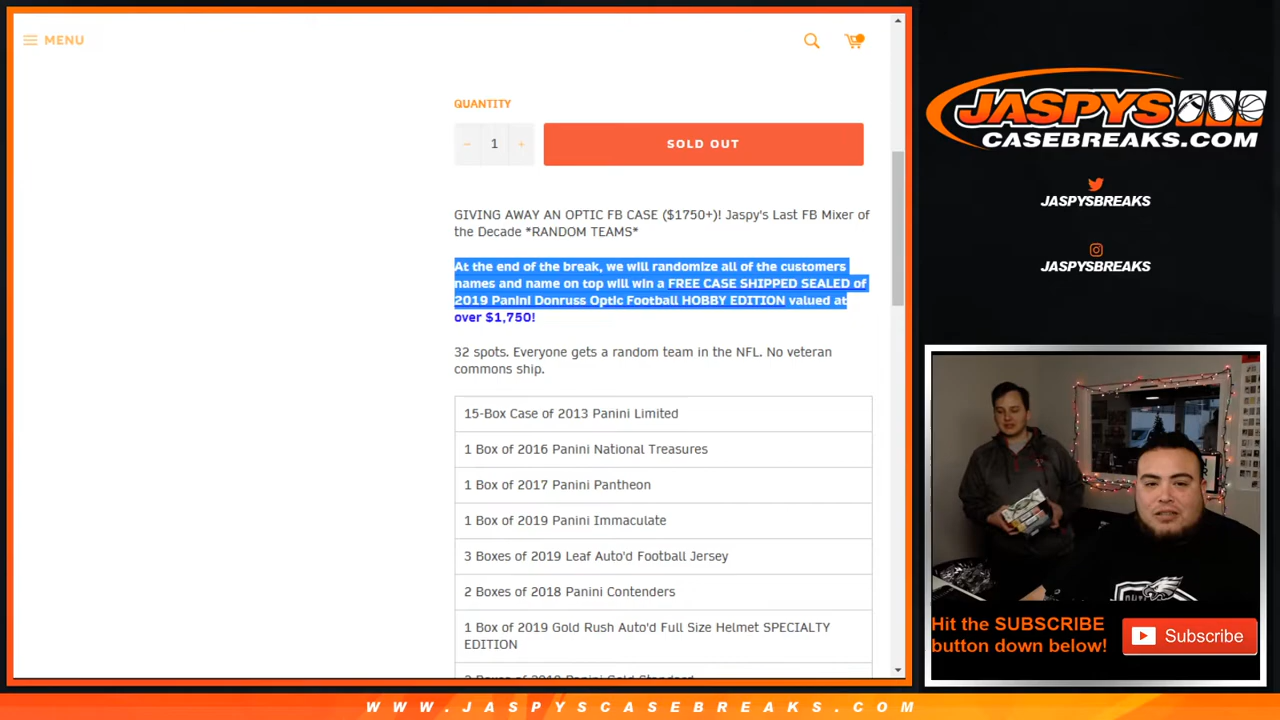 MENU
QUANTITY
− 1 +
SOLD OUT
GIVING AWAY AN OPTIC FB CASE ($1750+)! Jaspy's Last FB Mixer of
the Decade *RANDOM TEAMS*
At the end of the break, we will randomize all of the customers
names and name on top will win a FREE CASE SHIPPED SEALED of
2019 Panini Donruss Optic Football HOBBY EDITION valued at
over $1,750!
32 spots. Everyone gets a random team in the NFL. No veteran
commons ship.
15-Box Case of 2013 Panini Limited
1 Box of 2016 Panini National Treasures
1 Box of 2017 Panini Pantheon
1 Box of 2019 Panini Immaculate
3 Boxes of 2019 Leaf Auto'd Football Jersey
2 Boxes of 2018 Panini Contenders
1 Box of 2019 Gold Rush Auto'd Full Size Helmet SPECIALTY
EDITION
JASPYS
CASEBREAKS.COM
JASPYSBREAKS
JASPYSBREAKS
Hit the SUBSCRIBE
button down below!
Subscribe
WWW.JASPYSCASEBREAKS.COM